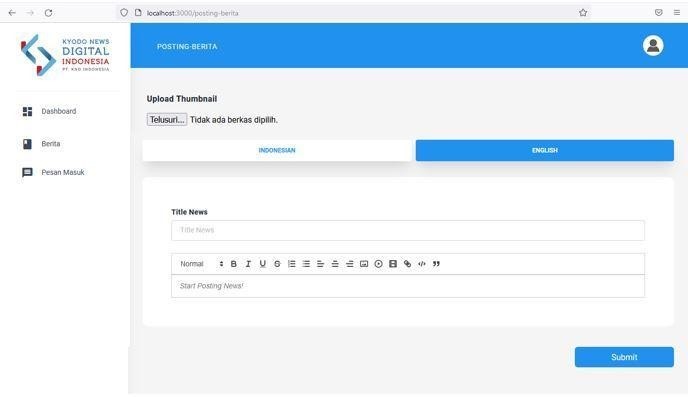 localhost:3000/posting-berita
KYODO NEWS
DIGITAL
INDONESIA
PT. KND INDONESIA
POSTING-BERITA
Dashboard
Berita
Pesan Masuk
Upload Thumbnail
Telusuri... Tidak ada berkas dipilih.
INDONESIAN
ENGLISH
Title News
Title News
Normal
Start Posting News!
Submit